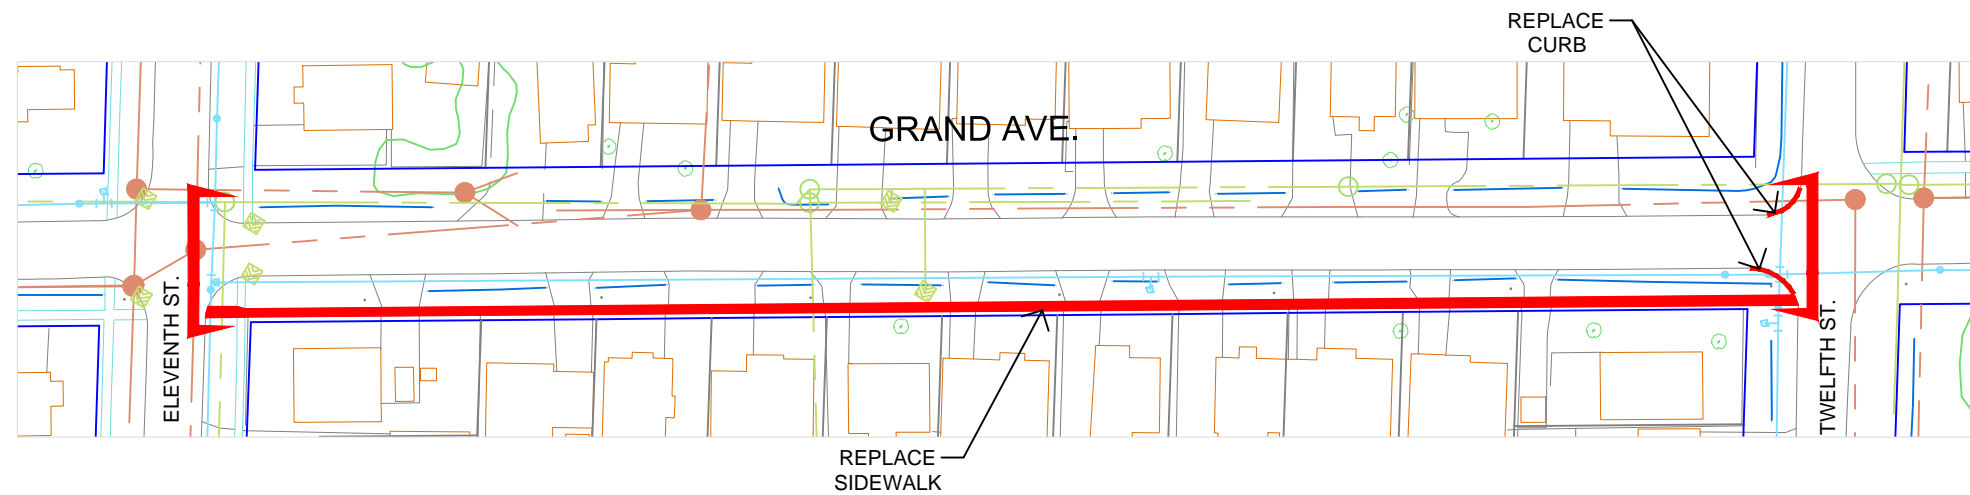 REPLACE
CURB
GRAND AVE.
ELEVENTH ST.
TWELFTH ST.
REPLACE
SIDEWALK